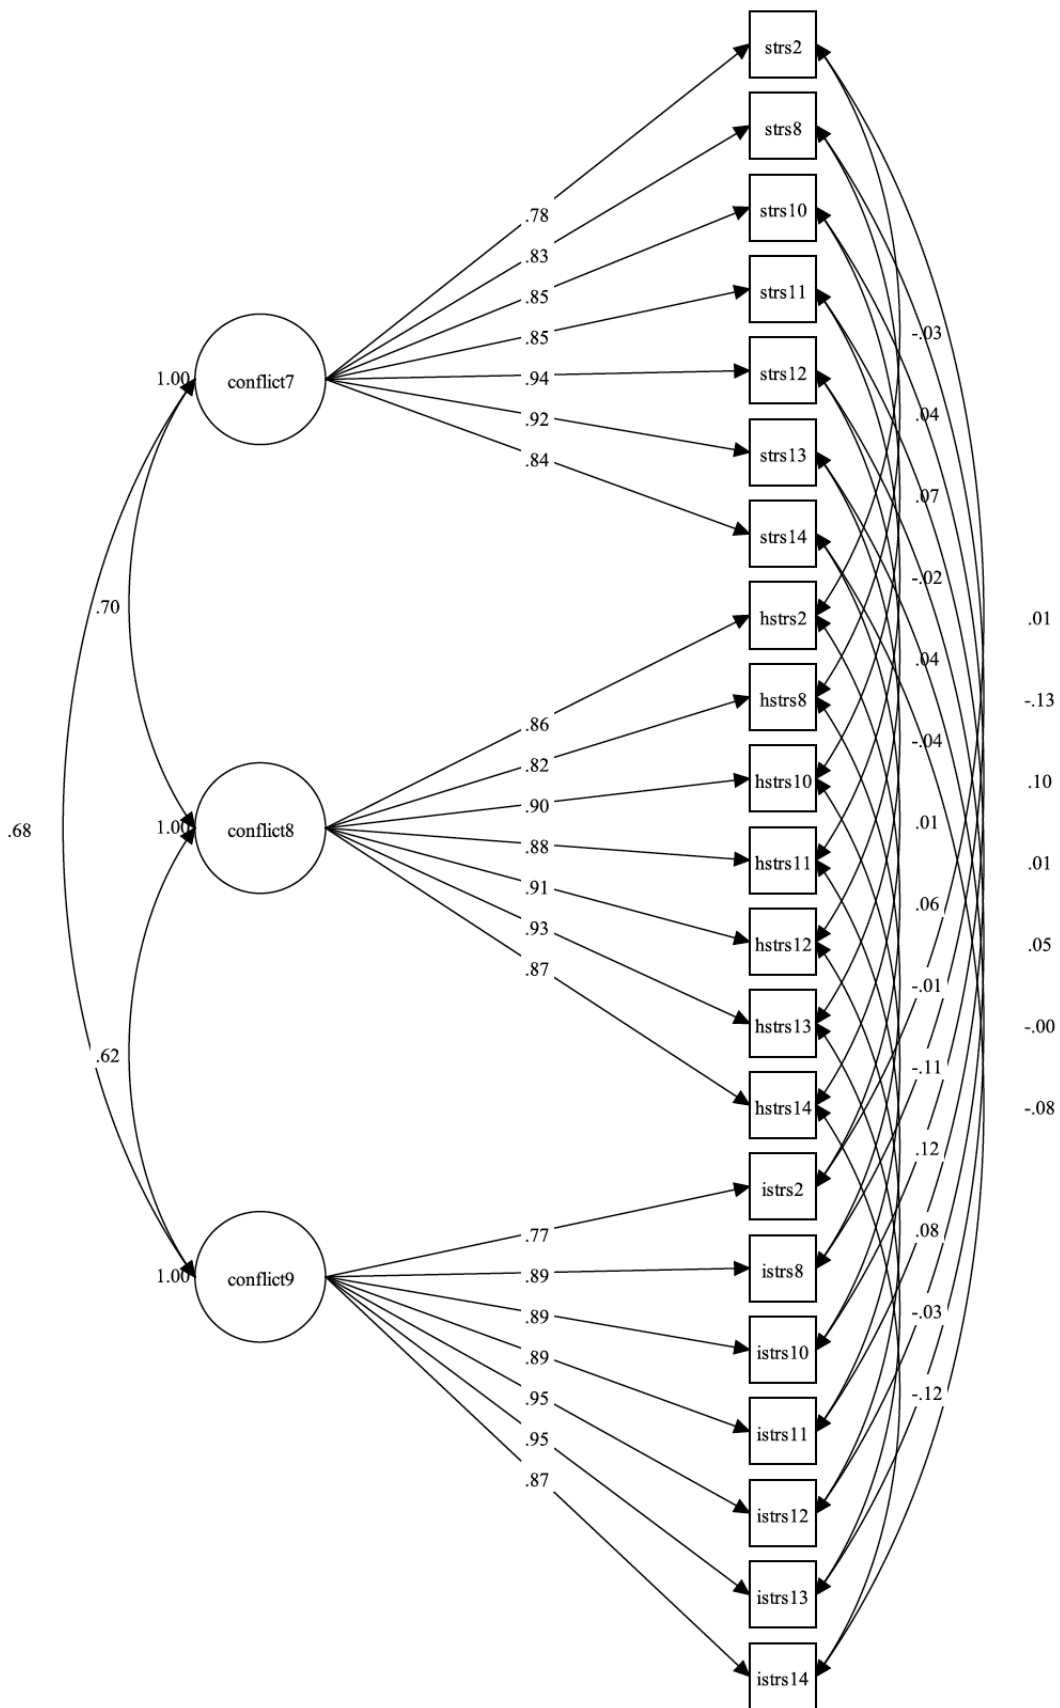 strs2
strs8
strs10
.78
.83
.85
strs11
-.03
.85
1.00
conflict7
.94
strs12
.04
.92
strs13
.84
.07
strs14
-.02
.70
hstrs2
.01
.04
hstrs8
-.13
.86
-.04
.82
hstrs10
.10
.90
.68
1.00
conflict8
.01
.88
hstrs11
.01
.91
.06
.93
hstrs12
.05
.87
-.01
hstrs13
-.00
.62
-.11
hstrs14
-.08
.12
istrs2
.77
.08
1.00
conflict9
.89
istrs8
.89
-.03
.89
istrs10
.95
-.12
.95
istrs11
.87
istrs12
istrs13
istrs14